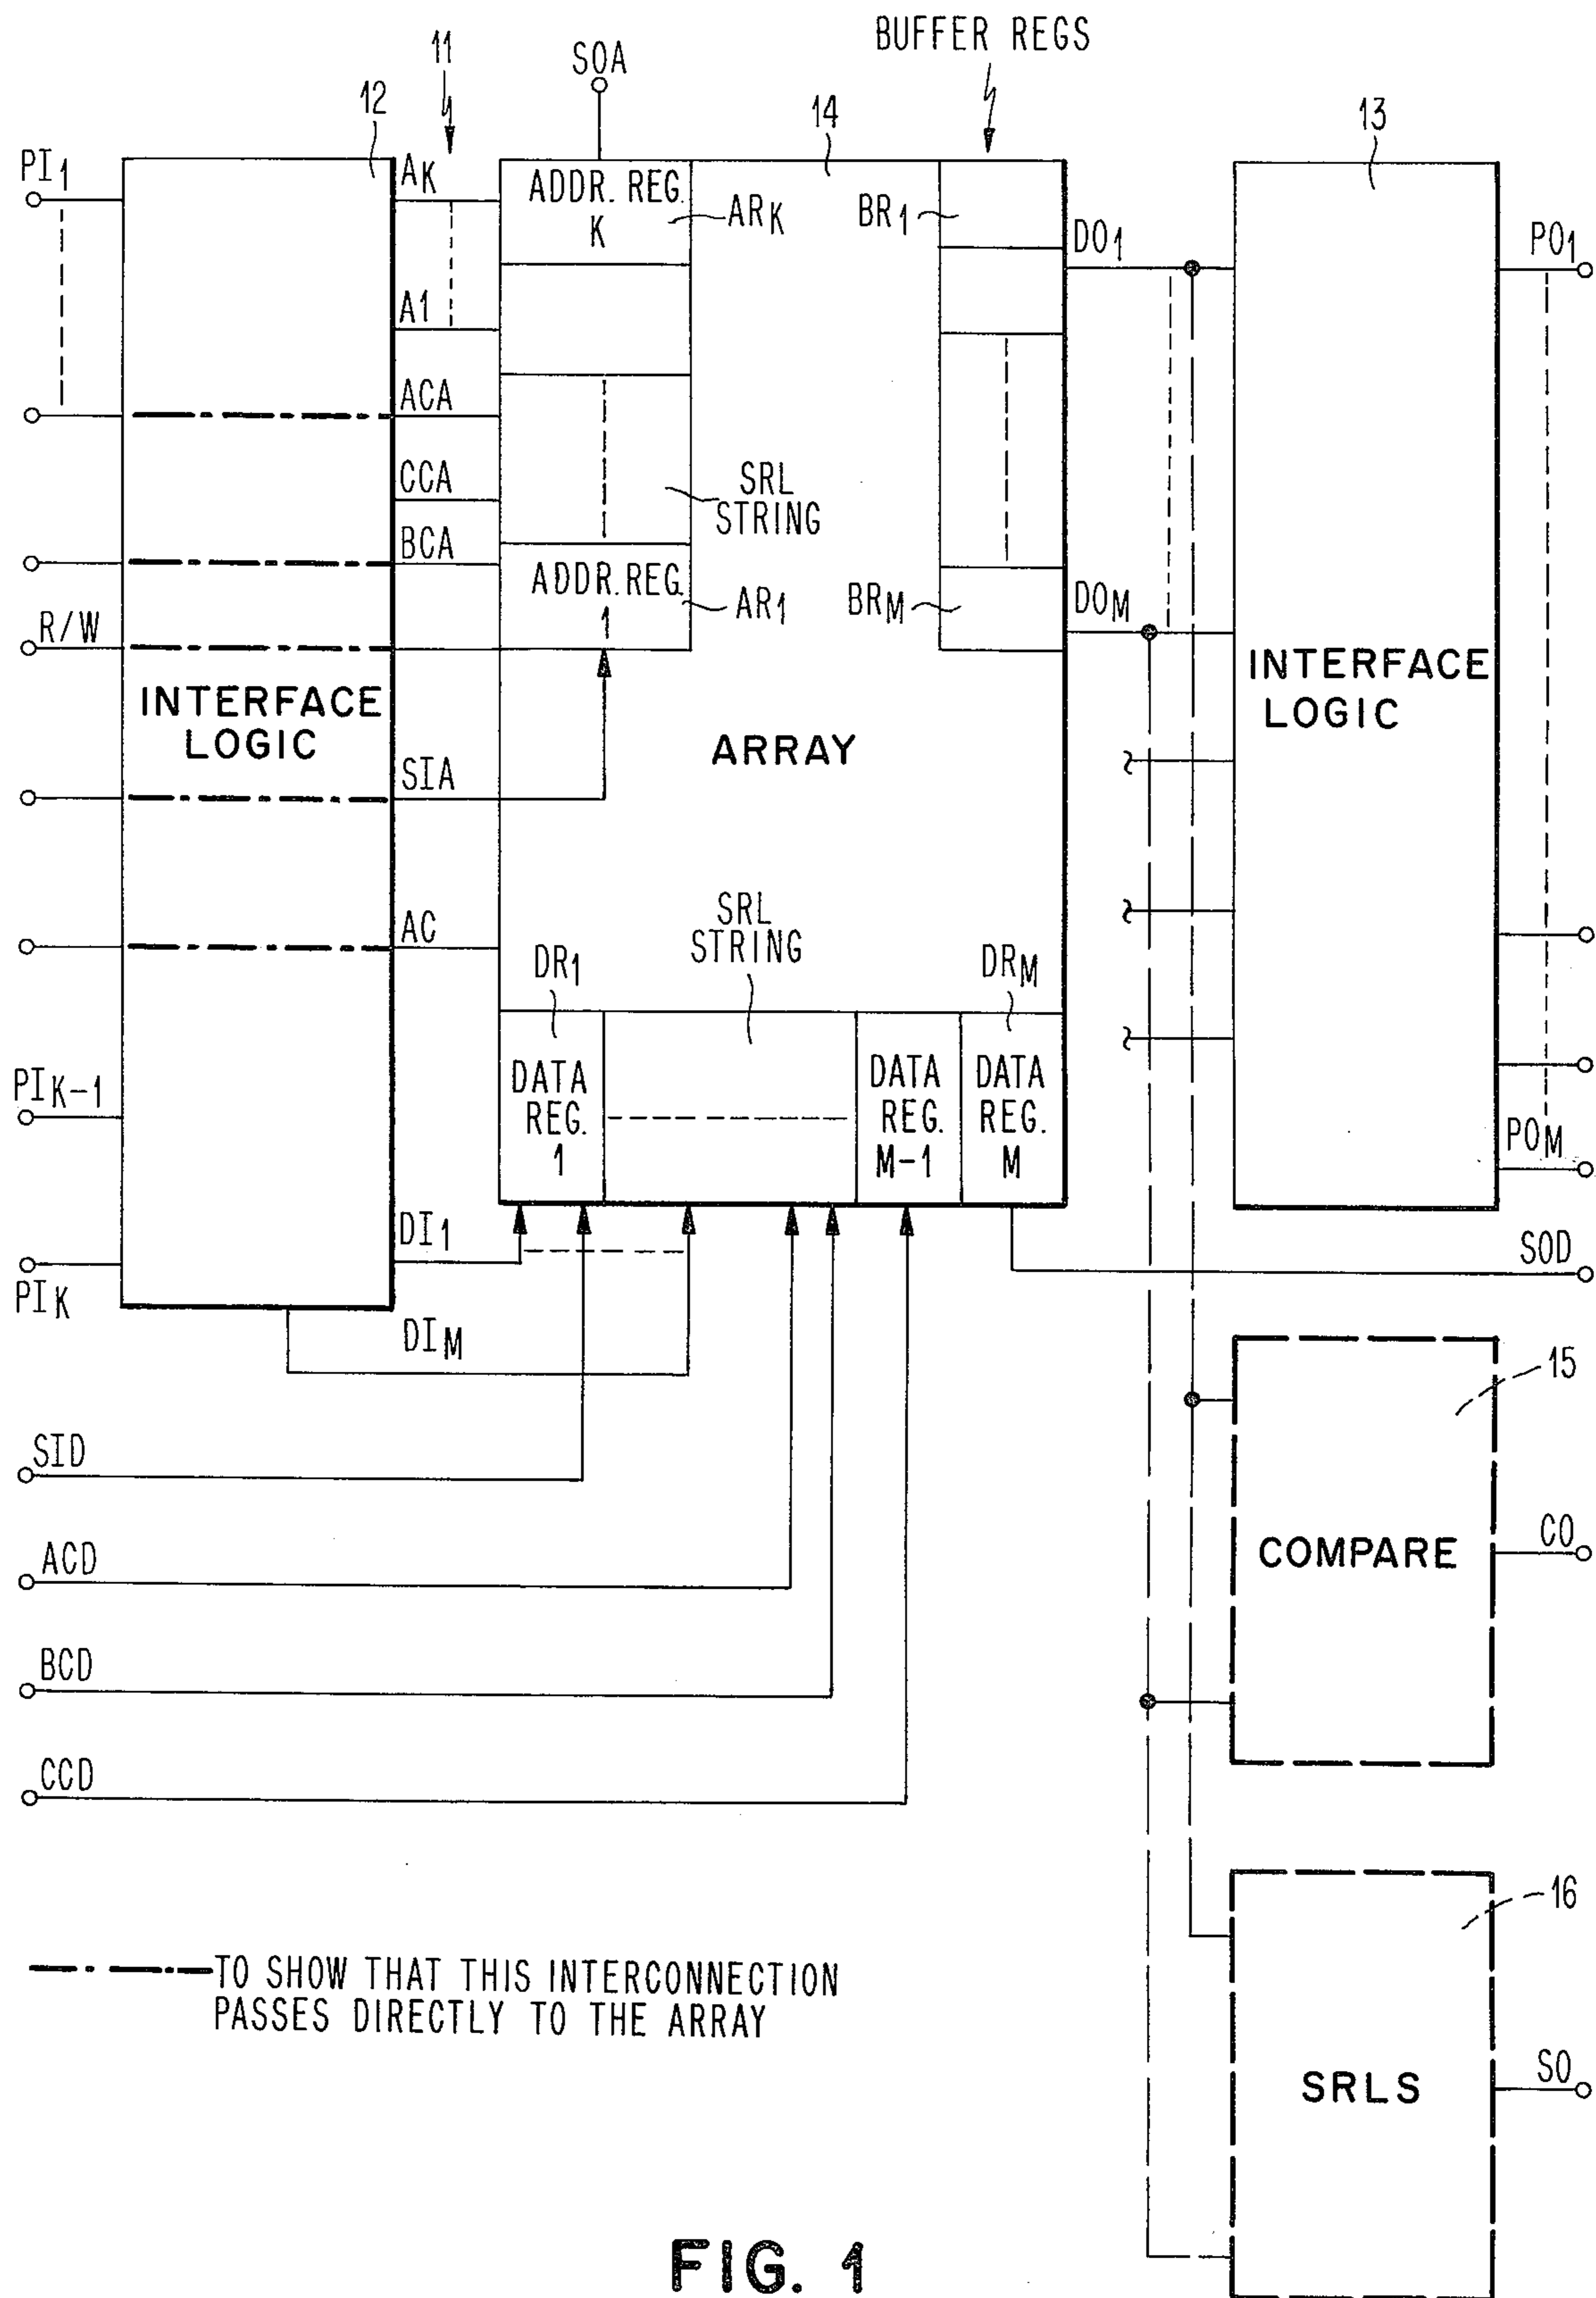 BUFFER REGS
11
SOA
12
14
13
PI1
AK
ADDR. REG.
K
ARK
BR1
DO1
PO1
A1
ACA
CCA
SRL
STRING
BCA
ADDR. REG.
1
AR1
BRM
DOM
R/W
INTERFACE
LOGIC
INTERFACE
LOGIC
ARRAY
SIA
SRL
STRING
AC
DR1
DRM
PIK-1
DATA
REG.
1
DATA
REG.
M-1
DATA
REG.
M
POM
DI1
SOD
PIK
DIM
15
SID
COMPARE
CO
ACD
BCD
CCD
16
TO SHOW THAT THIS INTERCONNECTION
PASSES DIRECTLY TO THE ARRAY
SRLS
SO
FIG. 1